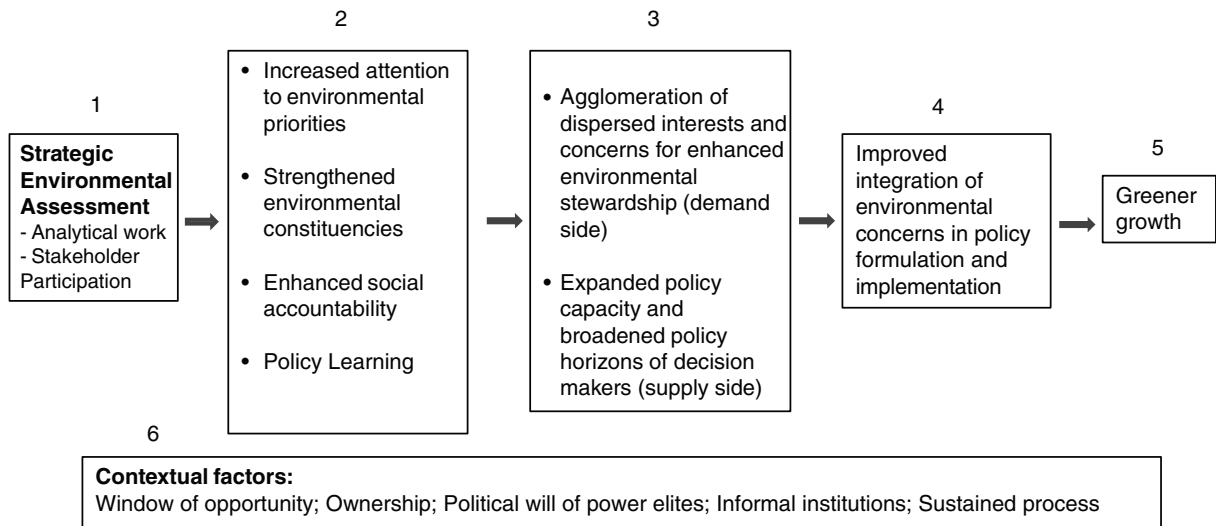 1
Strategic
Environmental
Assessment
- Analytical work
- Stakeholder
Participation
2
• Increased attention
to environmental
priorities
• Strengthened
environmental
constituencies
• Enhanced social
accountability
• Policy Learning
3
• Agglomeration of
dispersed interests and
concerns for enhanced
environmental
stewardship (demand
side)
• Expanded policy
capacity and
broadened policy
horizons of decision
makers (supply side)
4
Improved
integration of
environmental
concerns in policy
formulation and
implementation
5
Greener
growth
6
Contextual factors:
Window of opportunity; Ownership; Political will of power elites; Informal institutions; Sustained process